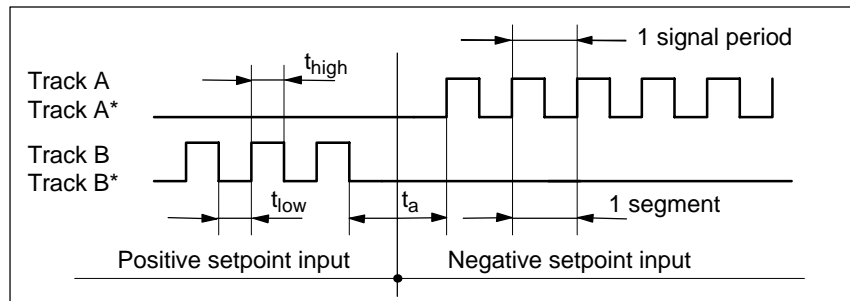 1 signal period
t_high
Track A
Track A*
Track B
Track B*
t_low
t_a
1 segment
Positive setpoint input
Negative setpoint input